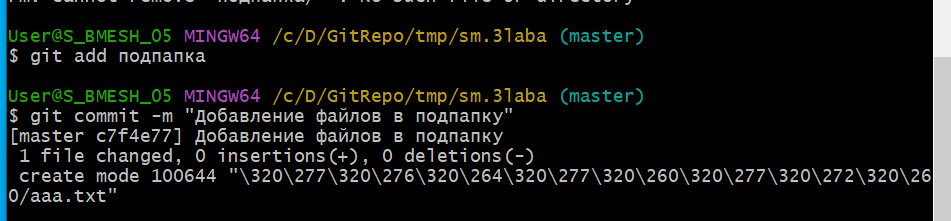 User@S_BMESH_05 MINGW64 /c/D/GitRepo/tmp/sm.3laba (master)
$ git add подпапка
User@S_BMESH_05 MINGW64 /c/D/GitRepo/tmp/sm.3laba (master)
$ git commit -m "Добавление файлов в подпапку"
[master c7f4e77] Добавление файлов в подпапку
1 file changed, 0 insertions(+), 0 deletions(-)
create mode 100644 "\320\277\320\276\320\264\320\277\320\260\320\277\320\272\320\26
0/aaa.txt"